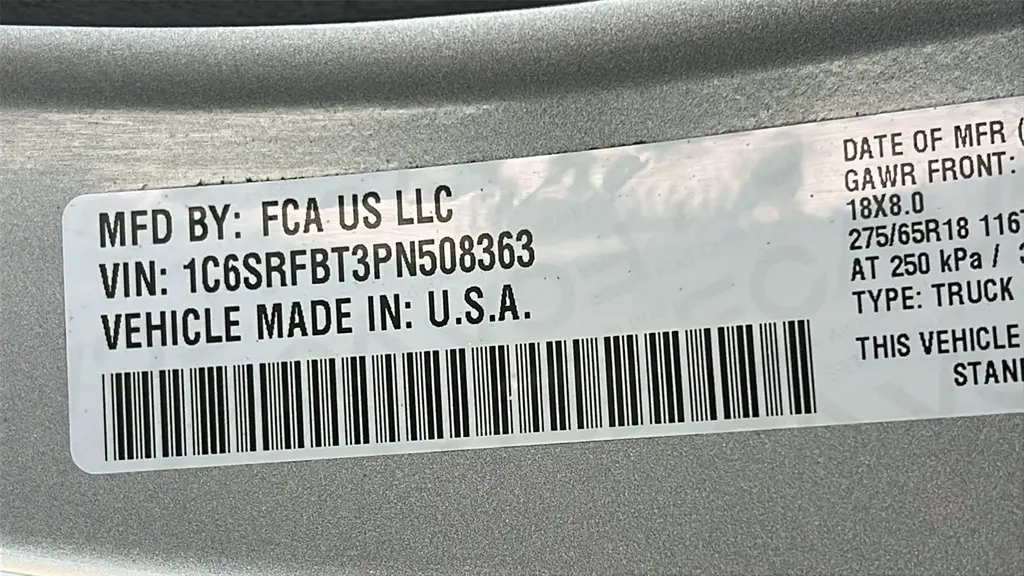 MFD BY: FCA US LLC
VIN: 1C6SRFBT3PN508363
VEHICLE MADE IN: U.S.A.
DATE OF MFR (
GAWR FRONT:
18X8.0
275/65R18 116T
AT 250 kPa /
TYPE: TRUCK
THIS VEHICLE